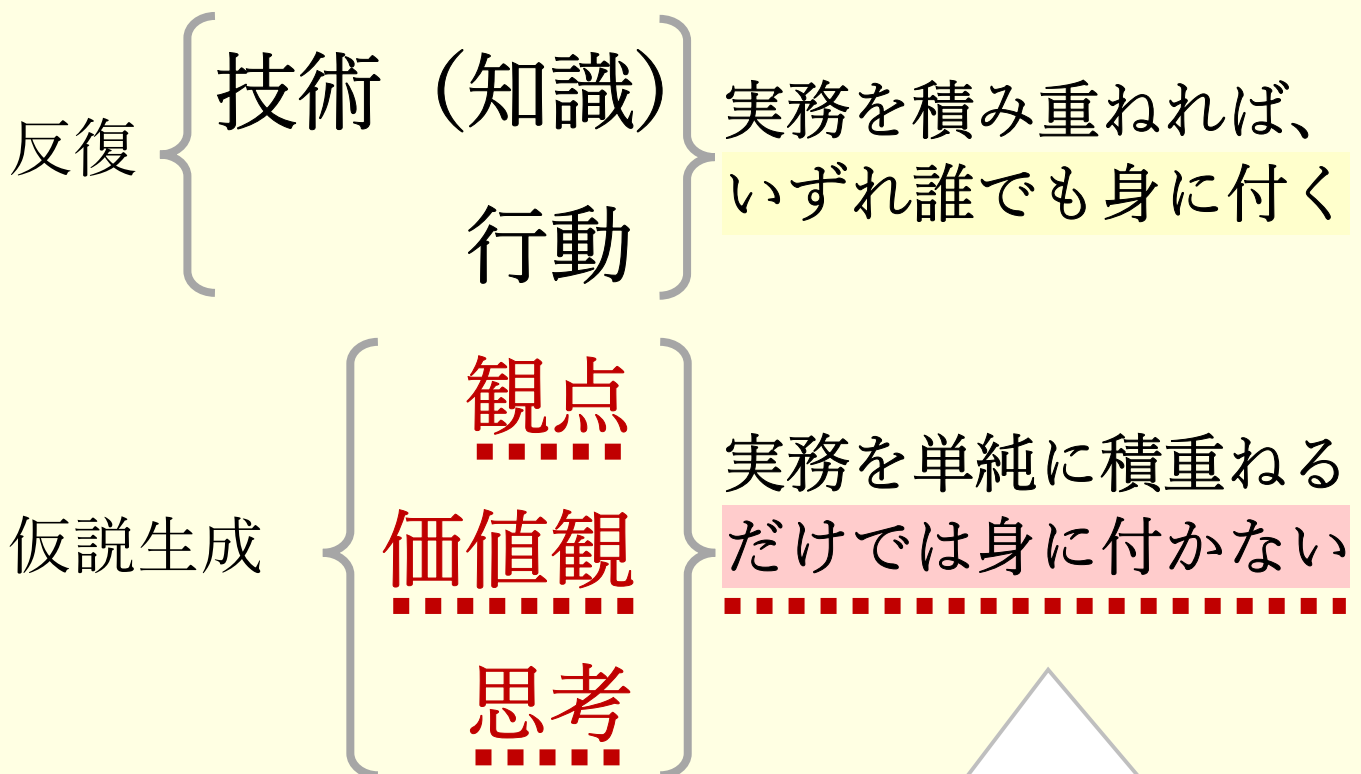 反復
技術（知識）
行動
実務を積み重ねれば、
いずれ誰でも身に付く
仮説生成
観点
価値観
思考
実務を単純に積重ねる
だけでは身に付かない